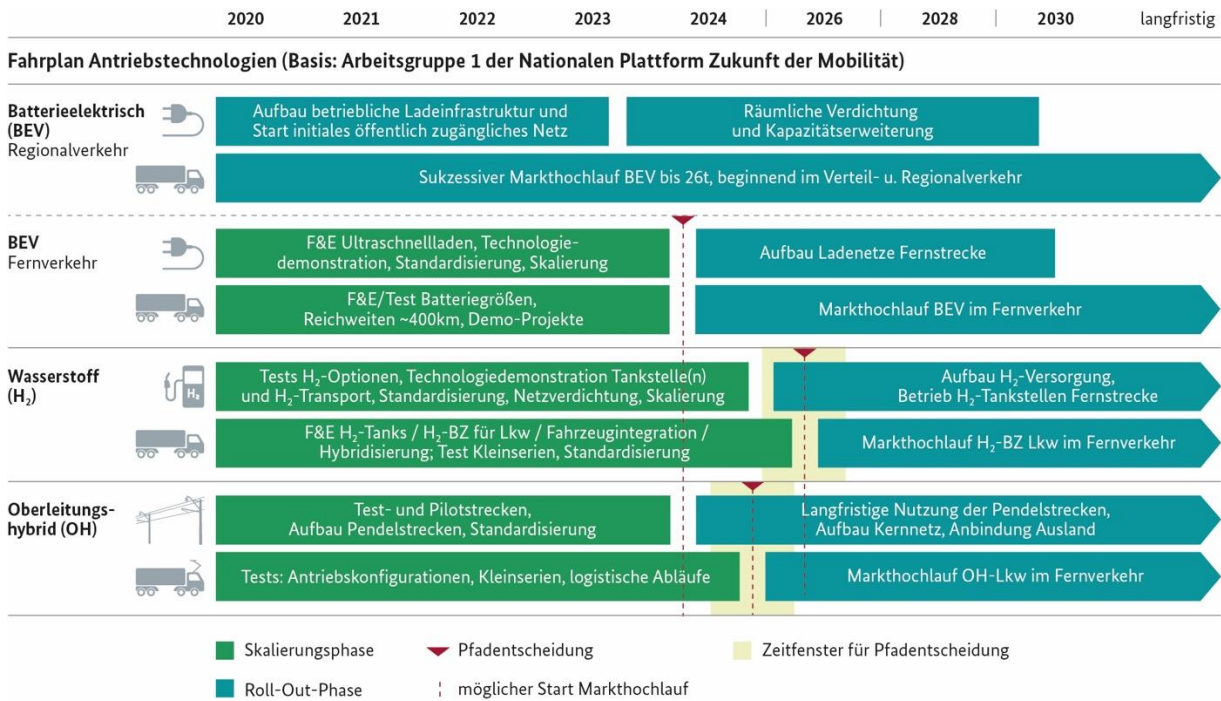 2020 | 2021 | 2022 | 2023 | 2024 | 2026 | 2028 | 2030 langfristig
Fahrplan Antriebstechnologien (Basis: Arbeitsgruppe 1 der Nationalen Plattform Zukunft der Mobilität)
Batterieelektrisch
(BEV)
Regionalverkehr
Aufbau betriebliche Ladeinfrastruktur und
Start initiales öffentlich zugängliches Netz
Räumliche Verdichtung
und Kapazitätserweiterung
Sukzessiver Markthochlauf BEV bis 26t, beginnend im Verteil- u. Regionalverkehr
BEV
Fernverkehr
F&E Ultraschnellladen, Technologie-
demonstration, Standardisierung, Skalierung
Aufbau Ladenetze Fernstrecke
F&E/Test Batteriegrößen,
Reichweiten ~400km, Demo-Projekte
Markthochlauf BEV im Fernverkehr
Wasserstoff
(H₂)
H₂
Tests H₂-Optionen, Technologiedemonstration Tankstelle(n)
und H₂-Transport, Standardisierung, Netzverdichtung, Skalierung
Aufbau H₂-Versorgung,
Betrieb H₂-Tankstellen Fernstrecke
F&E H₂-Tanks / H₂-BZ für Lkw / Fahrzeugintegration /
Hybridisierung; Test Kleinserien, Standardisierung
Markthochlauf H₂-BZ Lkw im Fernverkehr
Oberleitungs-
hybrid (OH)
Test- und Pilotstrecken,
Aufbau Pendelstrecken, Standardisierung
Langfristige Nutzung der Pendelstrecken,
Aufbau Kernnetz, Anbindung Ausland
Tests: Antriebskonfigurationen, Kleinserien, logistische Abläufe
Markthochlauf OH-Lkw im Fernverkehr
Skalierungsphase
Pfadentscheidung
Zeitfenster für Pfadentscheidung
Roll-Out-Phase
möglicher Start Markthochlauf